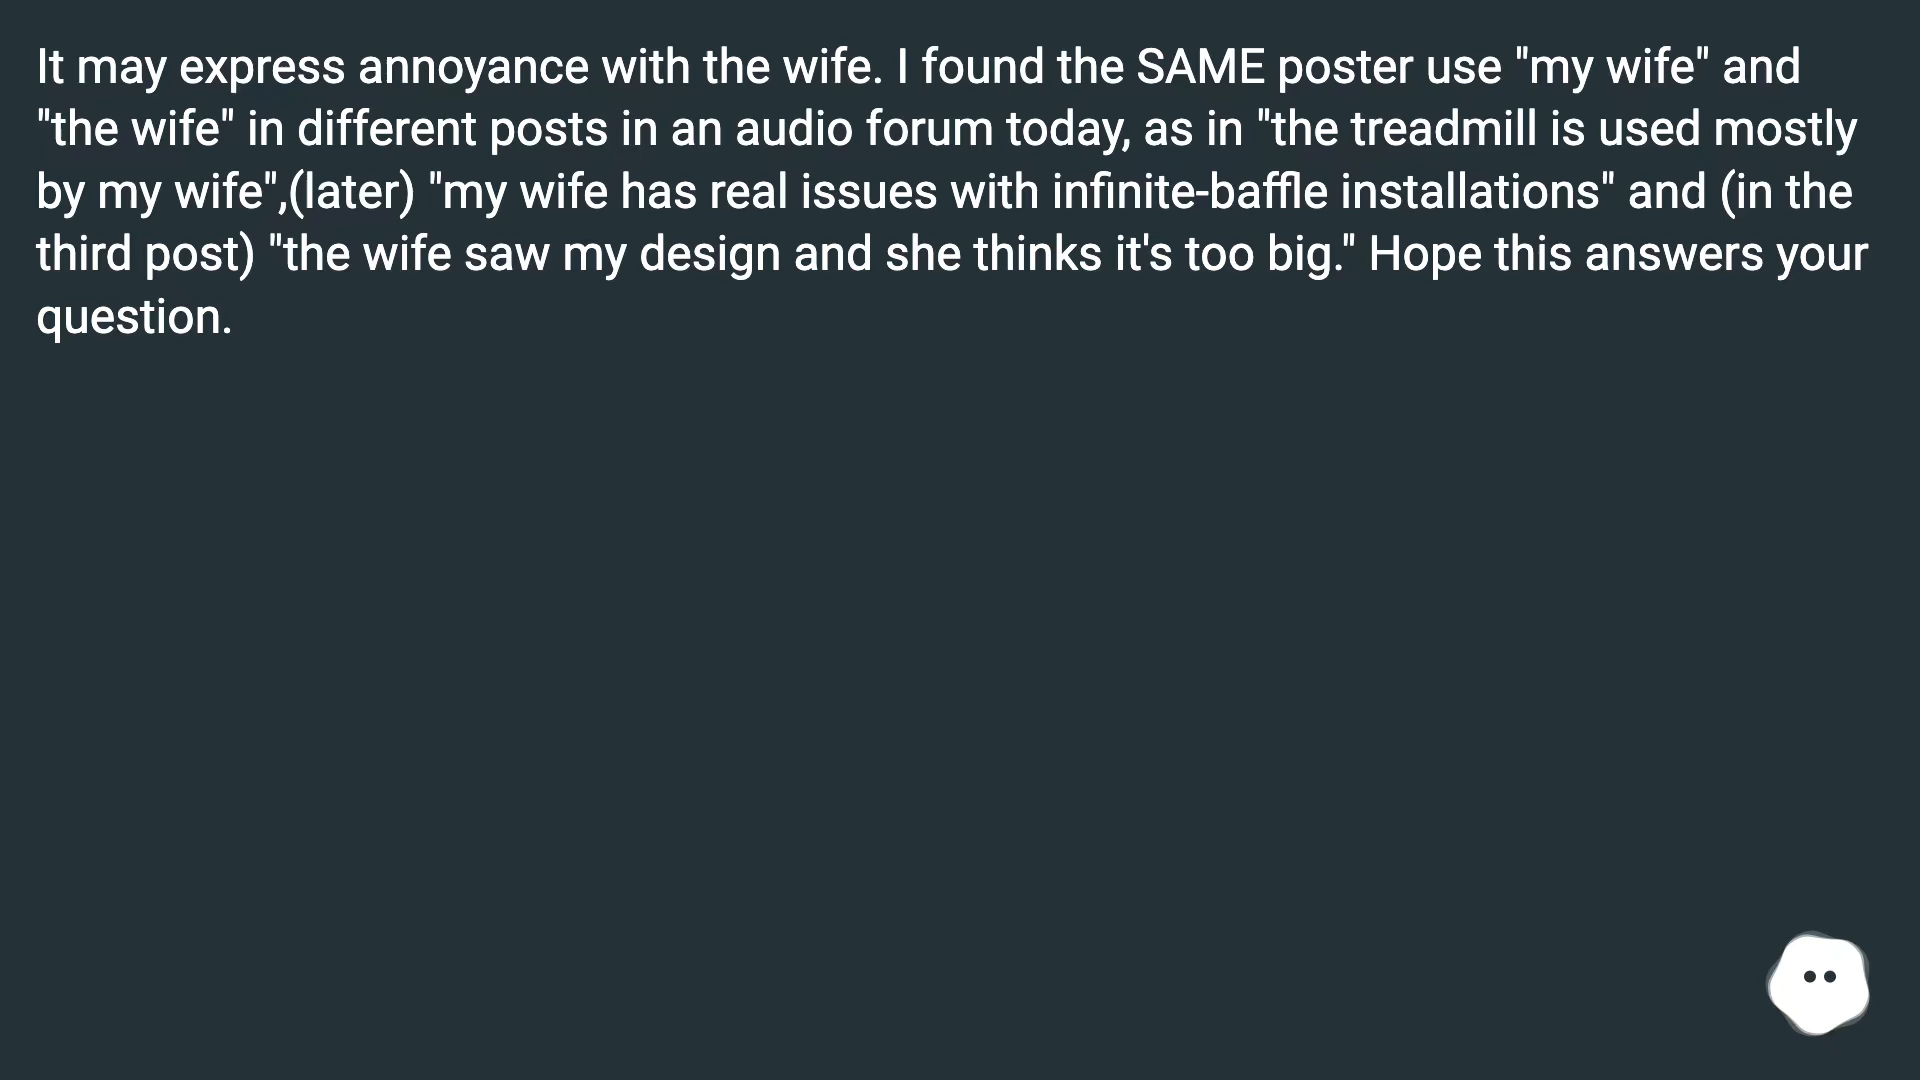 It may express annoyance with the wife. I found the SAME poster use "my wife" and
"the wife" in different posts in an audio forum today, as in "the treadmill is used mostly
by my wife",(later) "my wife has real issues with infinite-baffle installations" and (in the
third post) "the wife saw my design and she thinks it's too big." Hope this answers your
question.